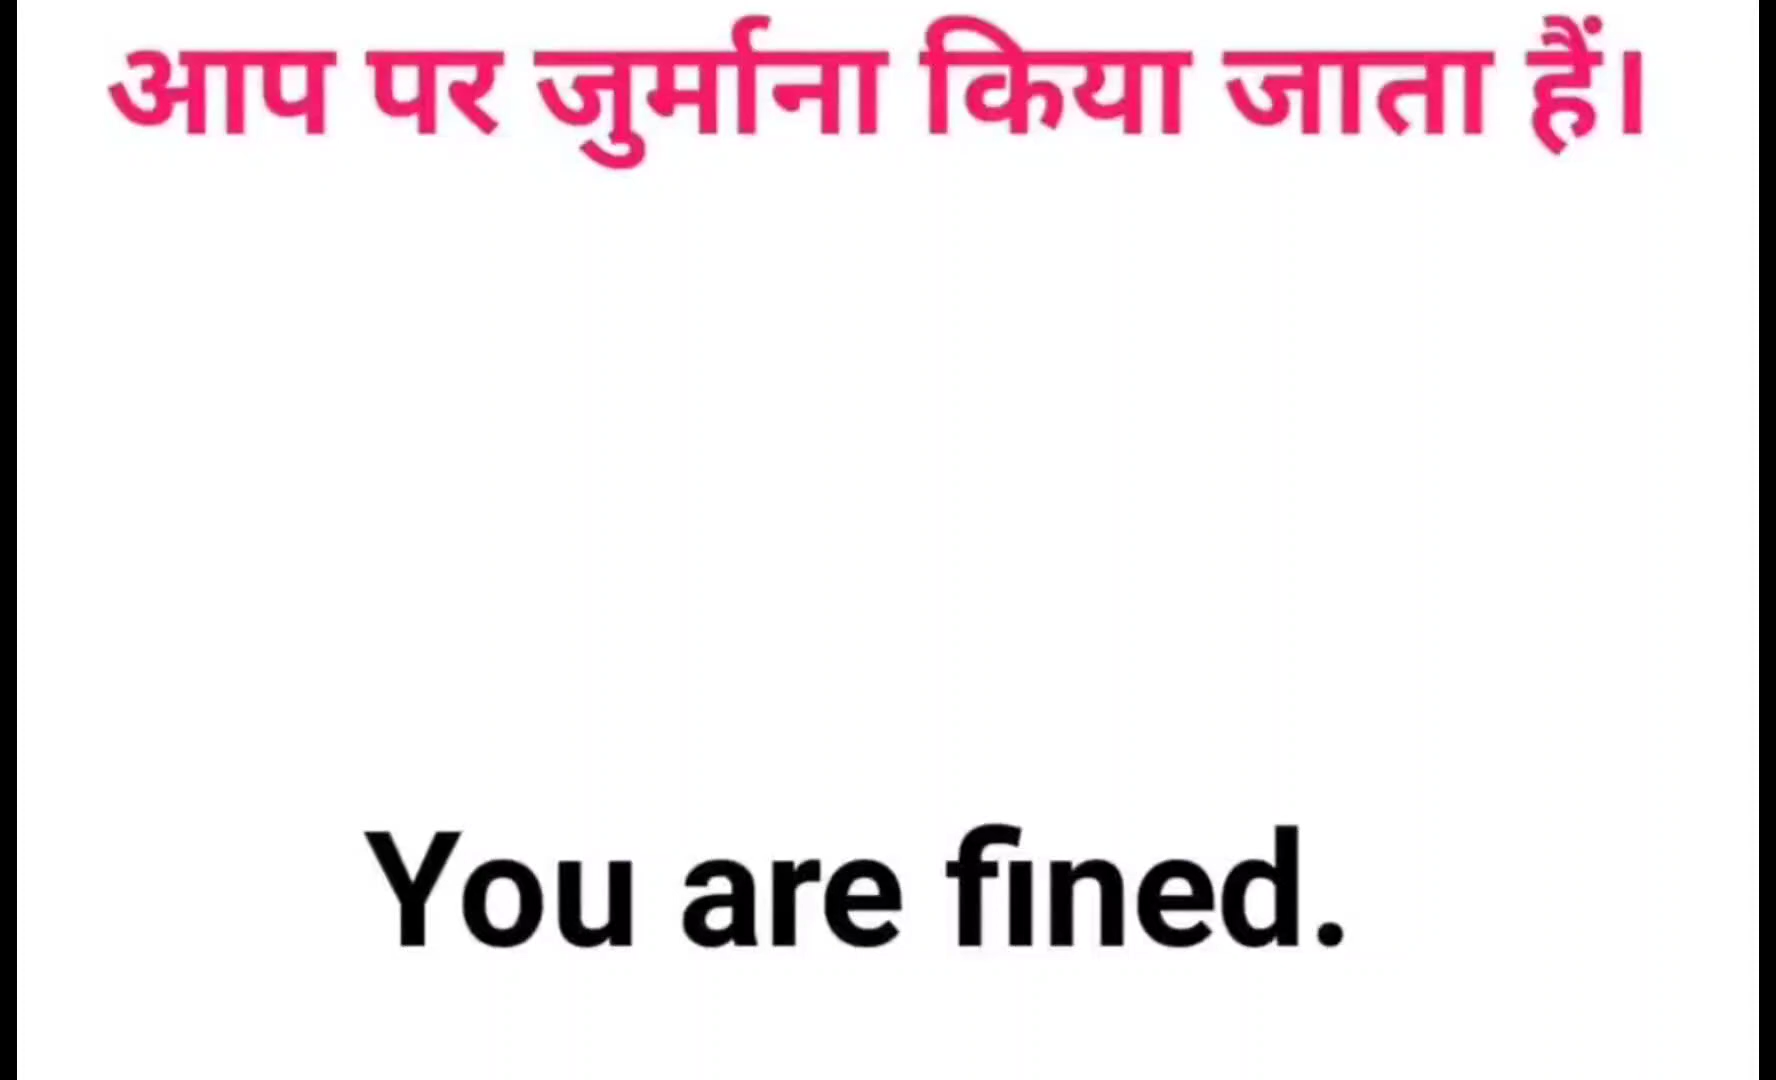 आप पर जुर्माना किया जाता हैं।
You are fined.